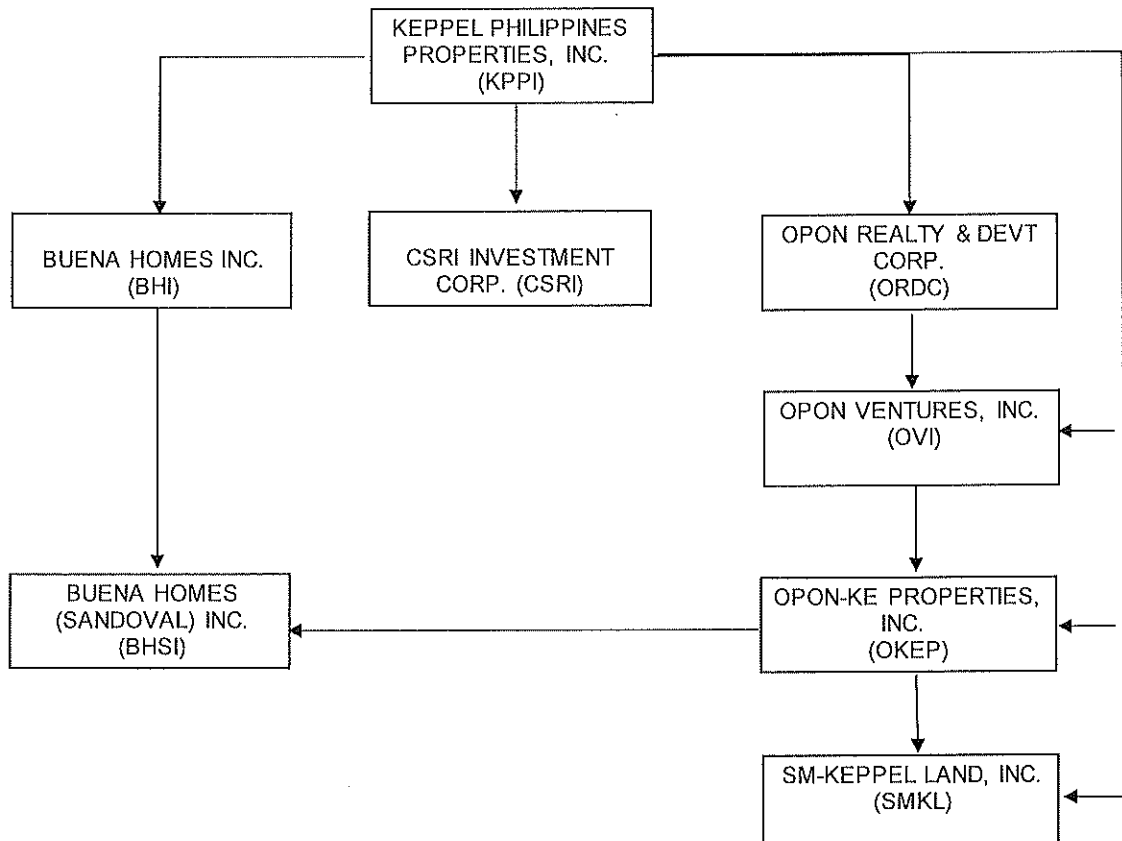 KEPPEL PHILIPPINES
PROPERTIES, INC.
(KPPI)
BUENA HOMES INC.
(BHI)
CSRI INVESTMENT
CORP. (CSRI)
OPON REALTY & DEVT
CORP.
(ORDC)
OPON VENTURES, INC.
(OVI)
BUENA HOMES
(SANDOVAL) INC.
(BHSI)
OPON-KE PROPERTIES,
INC.
(OKEP)
SM-KEPPEL LAND, INC.
(SMKL)